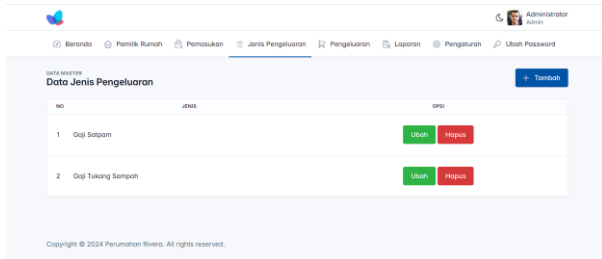 Administrator
Admin
Beranda Pemilik Rumah Pemasukan Jenis Pengeluaran Pengeluaran Laporan Pengaturan Ubah Password
DATA MASTER
Data Jenis Pengeluaran
+ Tambah
NO JENIS OPSI
1 Gaji Satpam Ubah Hapus
2 Gaji Tukang Sampah Ubah Hapus
Copyright © 2024 Perumahan Rivera. All rights reserved.